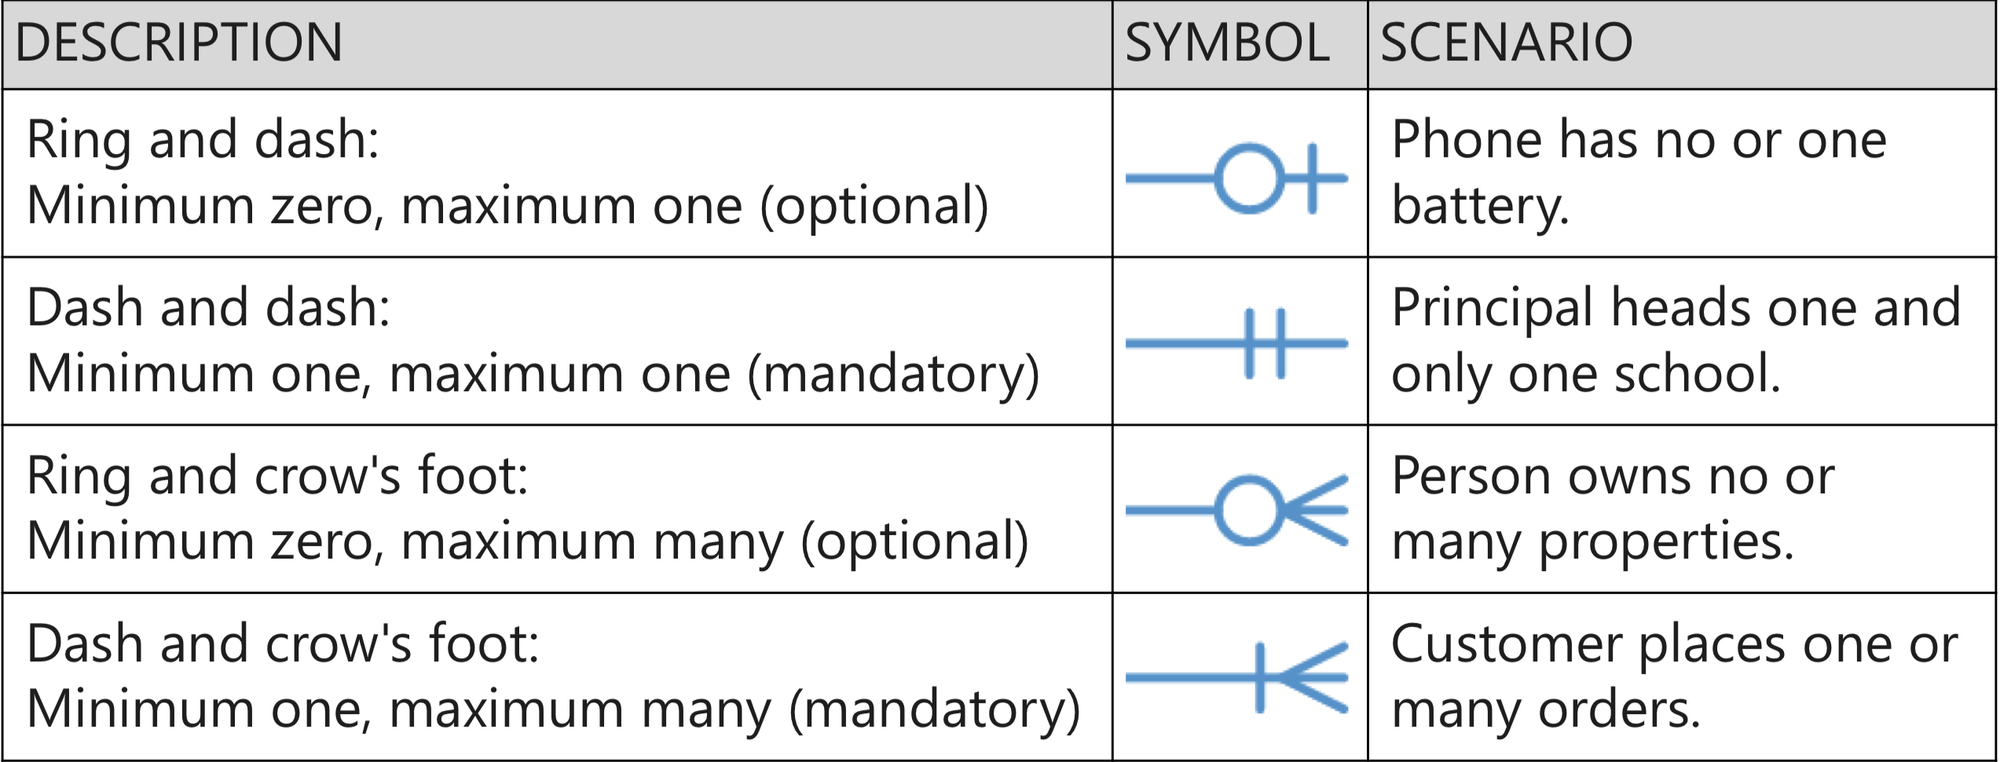 DESCRIPTION SYMBOL SCENARIO
Ring and dash:
Minimum zero, maximum one (optional)
Phone has no or one
battery.
Dash and dash:
Minimum one, maximum one (mandatory)
Principal heads one and
only one school.
Ring and crow's foot:
Minimum zero, maximum many (optional)
Person owns no or
many properties.
Dash and crow's foot:
Minimum one, maximum many (mandatory)
Customer places one or
many orders.